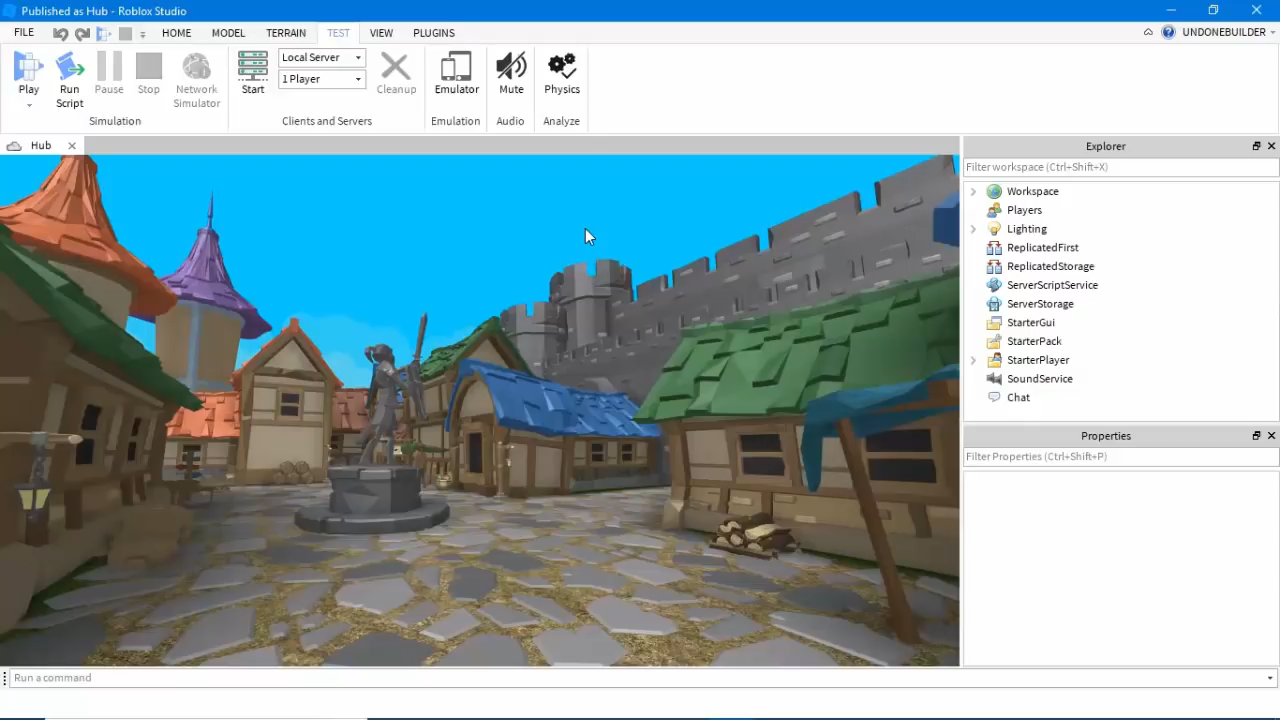 Published as Hub - Roblox Studio
FILE HOME MODEL TERRAIN TEST VIEW PLUGINS UNDONEBUILDER
Play Run Script Pause Stop Network Simulator
Simulation
Start Local Server 1 Player Cleanup
Clients and Servers
Emulator
Emulation
Mute
Audio
Physics
Analyze
Hub
Explorer
Filter workspace (Ctrl+Shift+X)
Workspace
Players
Lighting
ReplicatedFirst
ReplicatedStorage
ServerScriptService
ServerStorage
StarterGui
StarterPack
StarterPlayer
SoundService
Chat
Properties
Filter Properties (Ctrl+Shift+P)
Run a command